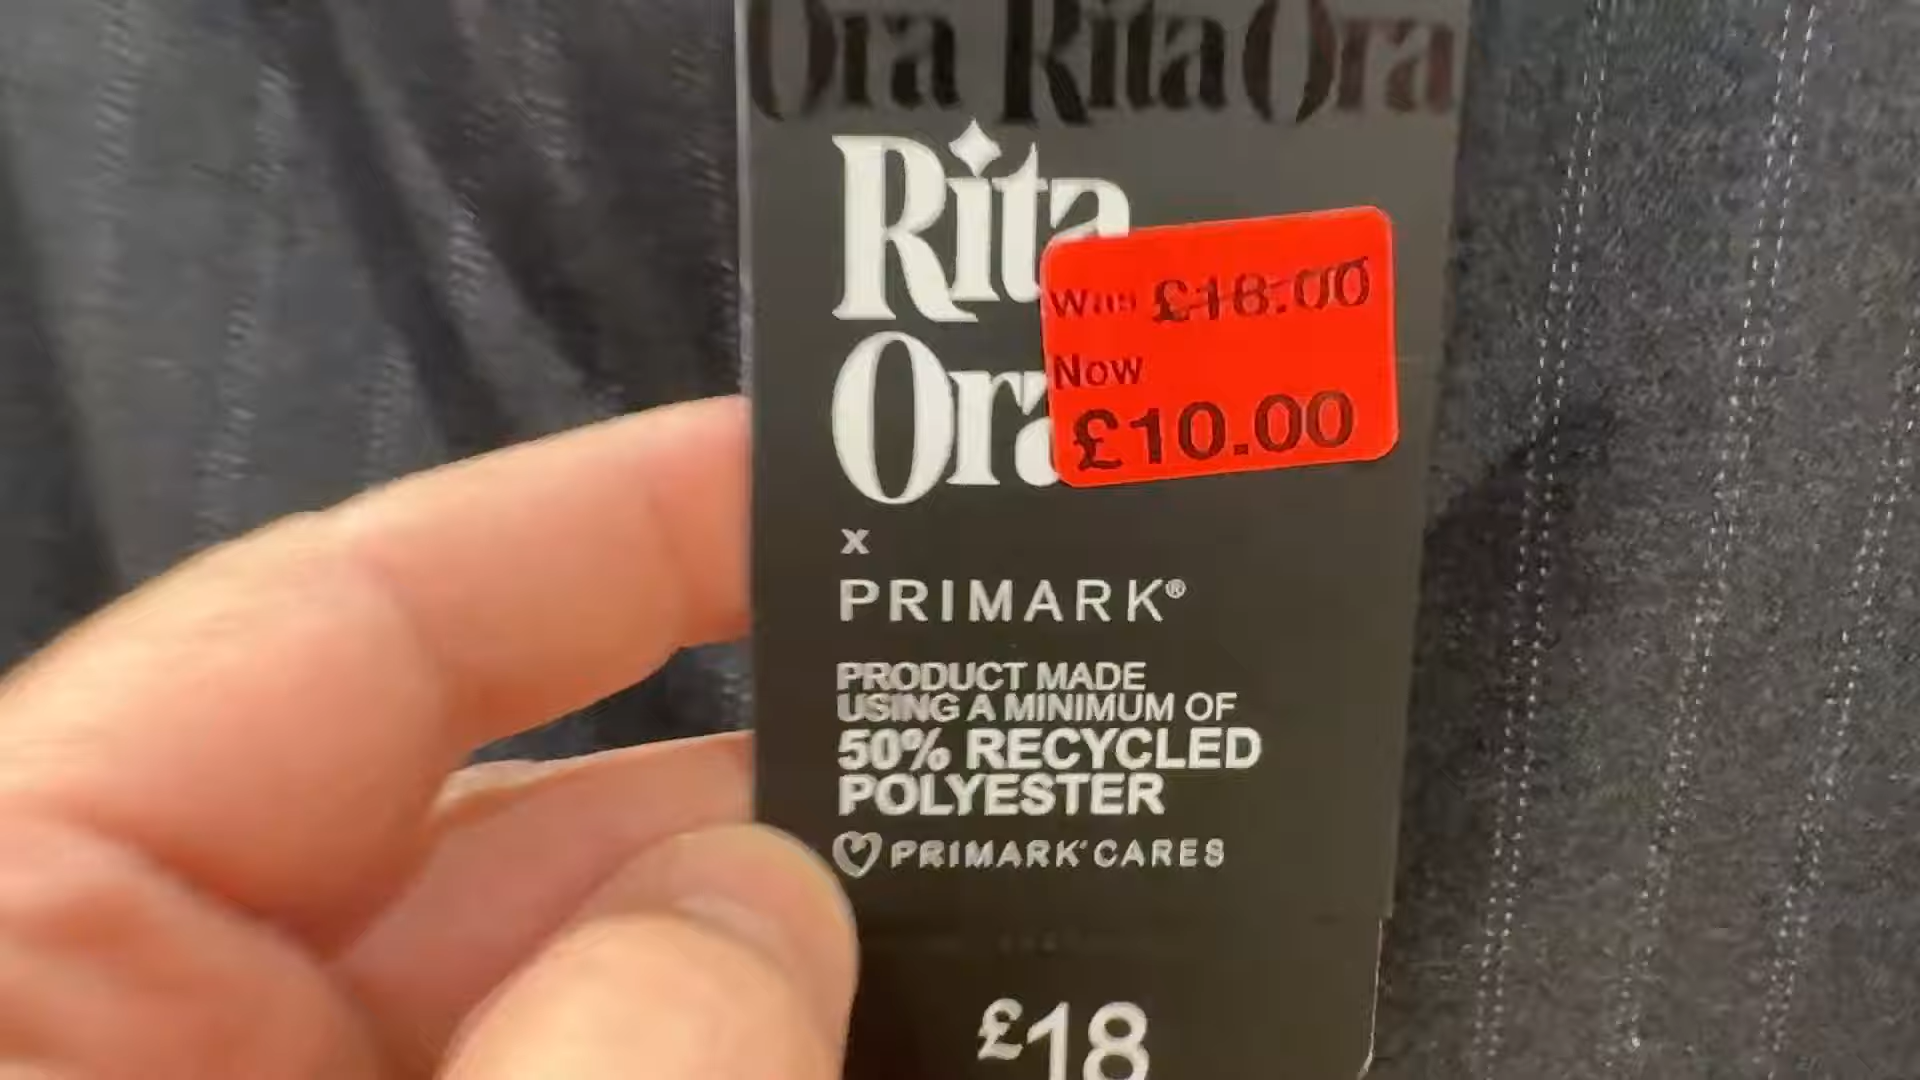 Ora Rita Ora
Rita
Ora
Was £18.00
Now
£10.00
x
PRIMARK®
PRODUCT MADE
USING A MINIMUM OF
50% RECYCLED
POLYESTER
PRIMARK® CARES
£18